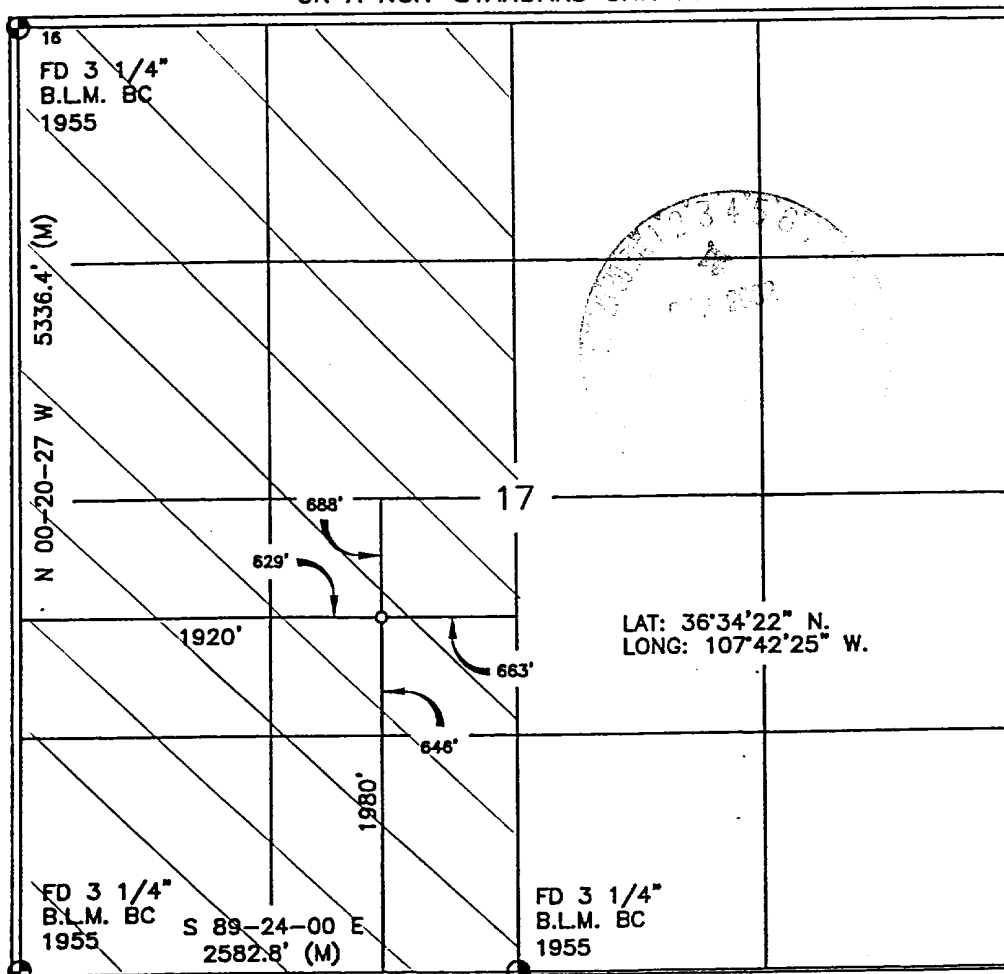 16
FD 3 1/4"
B.L.M. BC
1955
5336.4' (M)
N 00-20-27 W
17
688'
629'
1920'
663'
646'
1980'
LAT: 36°34'22" N.
LONG: 107°42'25" W.
FD 3 1/4"
B.L.M. BC
1955
S 89-24-00 E
2582.8' (M)
FD 3 1/4"
B.L.M. BC
1955